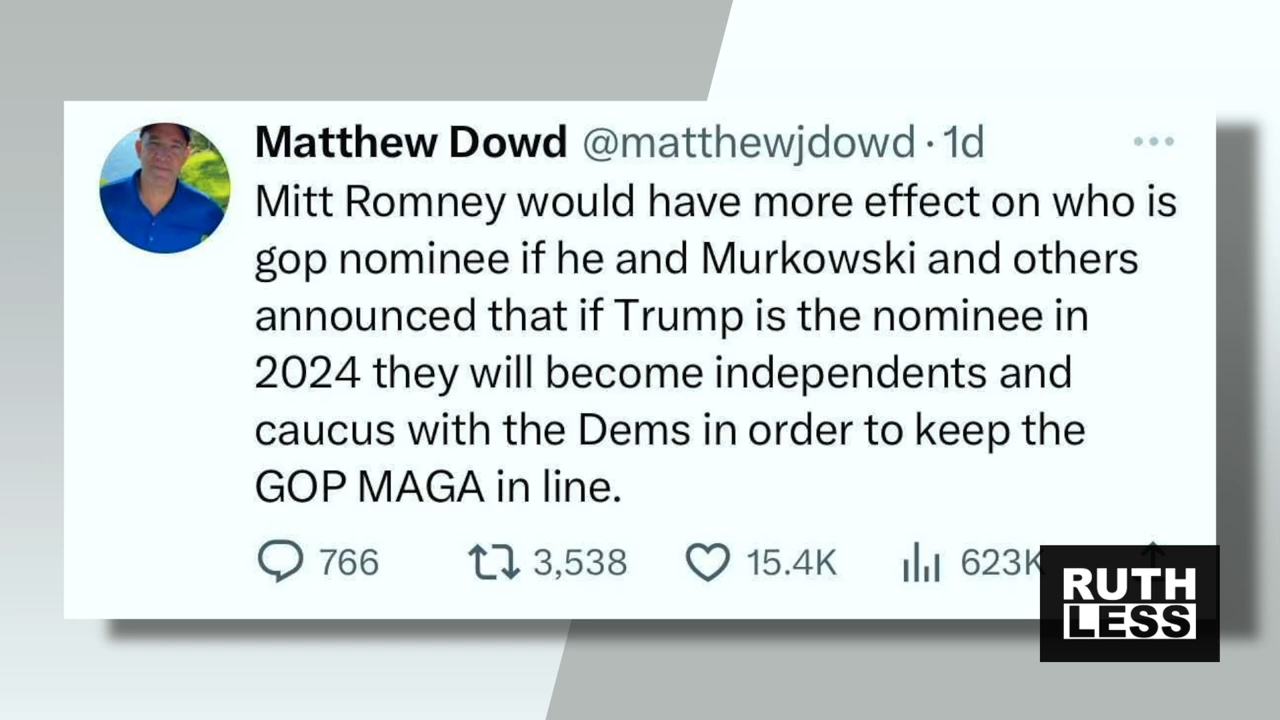 Matthew Dowd @matthewjdowd · 1d
Mitt Romney would have more effect on who is
gop nominee if he and Murkowski and others
announced that if Trump is the nominee in
2024 they will become independents and
caucus with the Dems in order to keep the
GOP MAGA in line.
766 3,538 15.4K 623K
RUTH
LESS